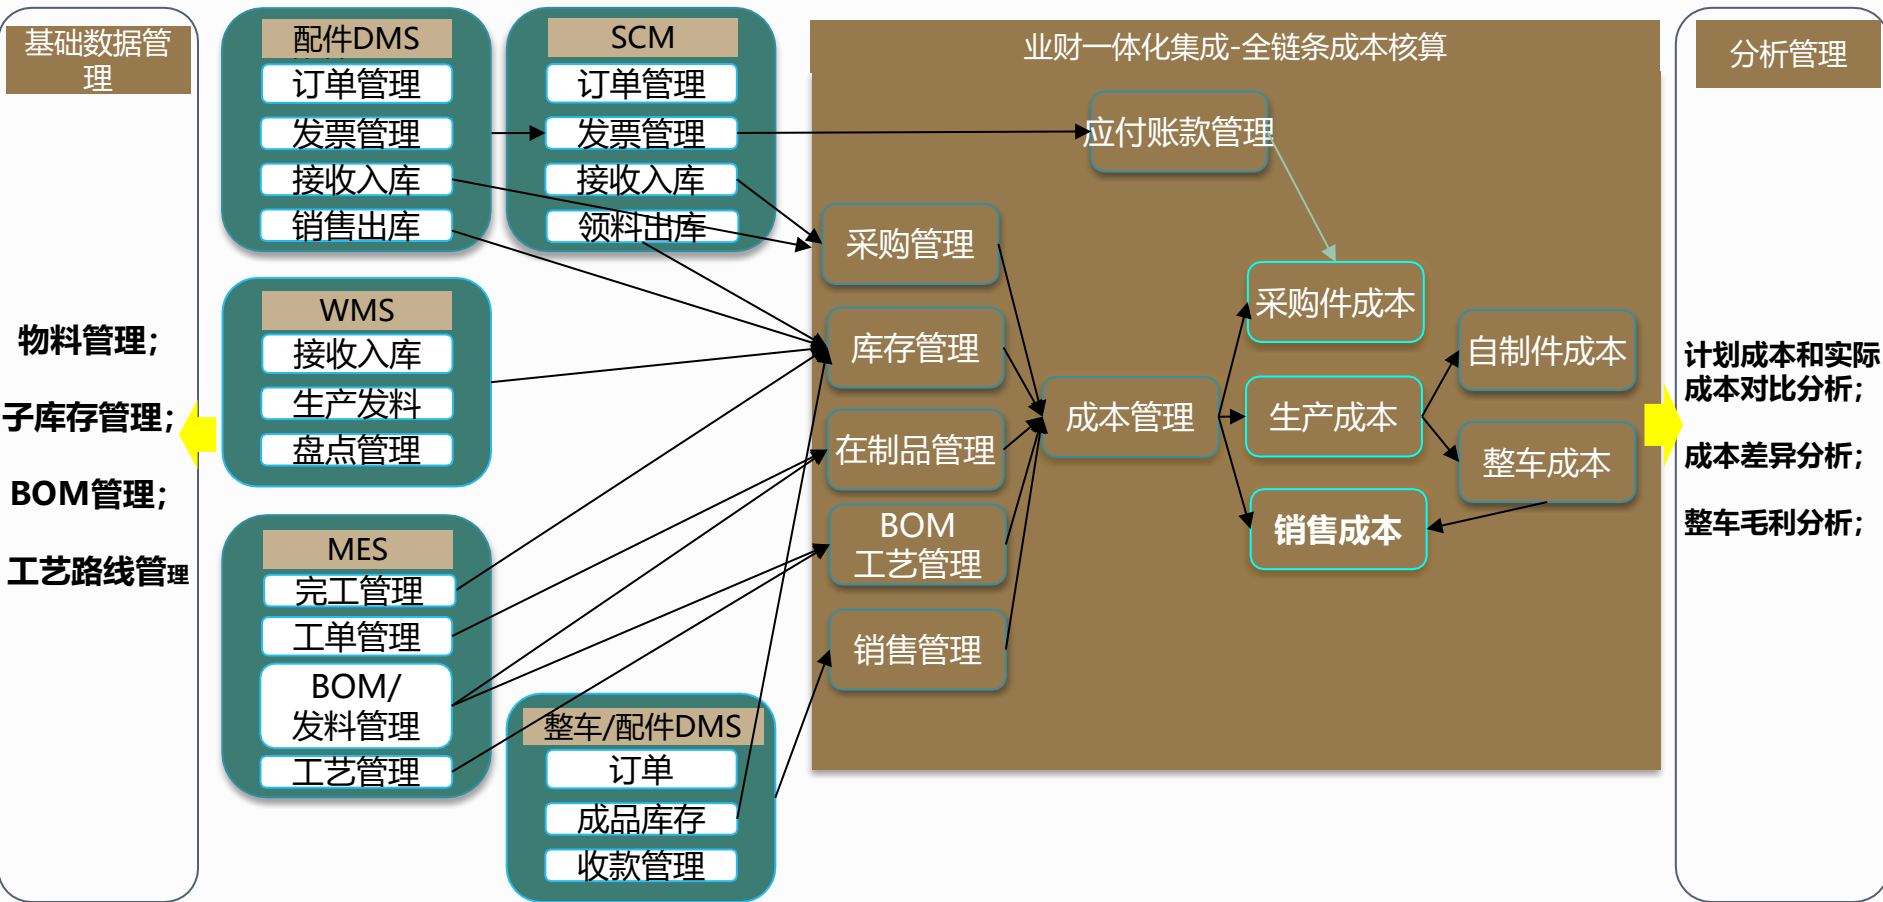 基础数据管
理
物料管理；
子库存管理；
BOM管理；
工艺路线管理
配件DMS
订单管理
发票管理
接收入库
销售出库
SCM
订单管理
发票管理
接收入库
领料出库
WMS
接收入库
生产发料
盘点管理
MES
完工管理
工单管理
BOM/
发料管理
工艺管理
整车/配件DMS
订单
成品库存
收款管理
业财一体化集成-全链条成本核算
应付账款管理
采购管理
库存管理
在制品管理
BOM
工艺管理
销售管理
成本管理
采购件成本
生产成本
销售成本
自制件成本
整车成本
分析管理
计划成本和实际
成本对比分析；
成本差异分析；
整车毛利分析；